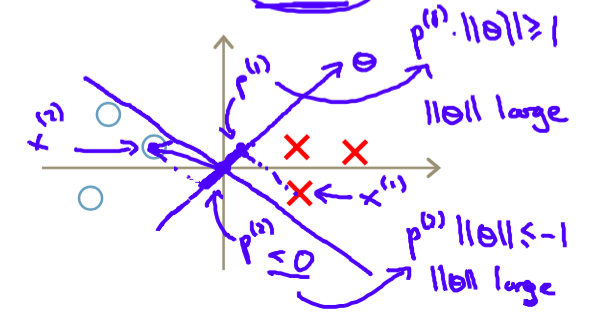 p⁽¹⁾ · ||θ|| ≥ 1
p⁽¹⁾
θ
||θ|| large
x⁽²⁾
x⁽¹⁾
p⁽²⁾ < 0
p⁽²⁾ ||θ|| ≤ -1
||θ|| large